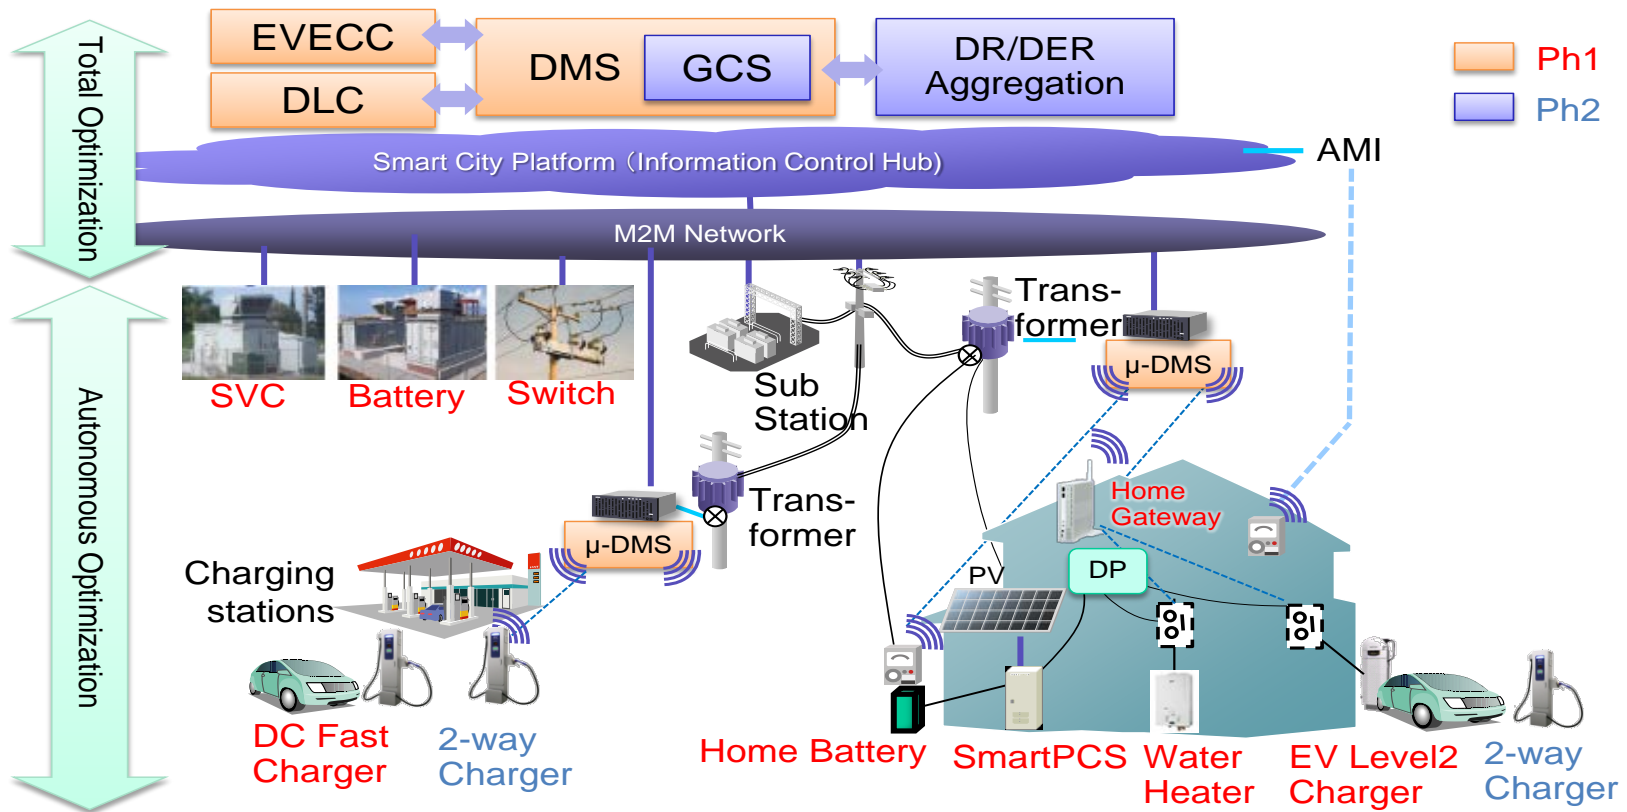 Total Optimization
Autonomous Optimization
EVECC
DLC
DMS
GCS
DR/DER
Aggregation
Ph1
Ph2
Smart City Platform（Information Control Hub)
AMI
M2M Network
SVC
Battery
Switch
Sub
Station
Trans-
former
μ-DMS
Trans-
former
μ-DMS
Charging
stations
Home
Gateway
PV
DP
DC Fast
Charger
2-way
Charger
Home Battery
SmartPCS
Water
Heater
EV Level2
Charger
2-way
Charger